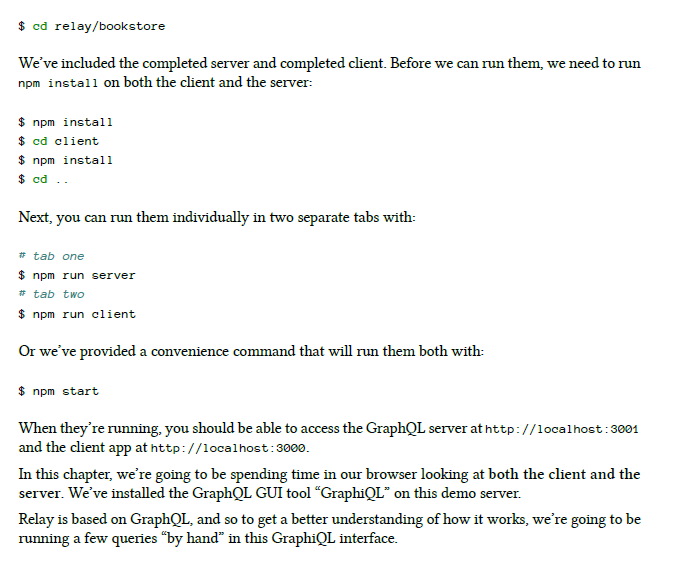 $ cd relay/bookstore
We’ve included the completed server and completed client. Before we can run them, we need to run
npm install on both the client and the server:
$ npm install
$ cd client
$ npm install
$ cd ..
Next, you can run them individually in two separate tabs with:
# tab one
$ npm run server
# tab two
$ npm run client
Or we’ve provided a convenience command that will run them both with:
$ npm start
When they’re running, you should be able to access the GraphQL server at http://localhost:3001
and the client app at http://localhost:3000.
In this chapter, we’re going to be spending time in our browser looking at both the client and the
server. We’ve installed the GraphQL GUI tool “GraphiQL” on this demo server.
Relay is based on GraphQL, and so to get a better understanding of how it works, we’re going to be
running a few queries “by hand” in this GraphiQL interface.